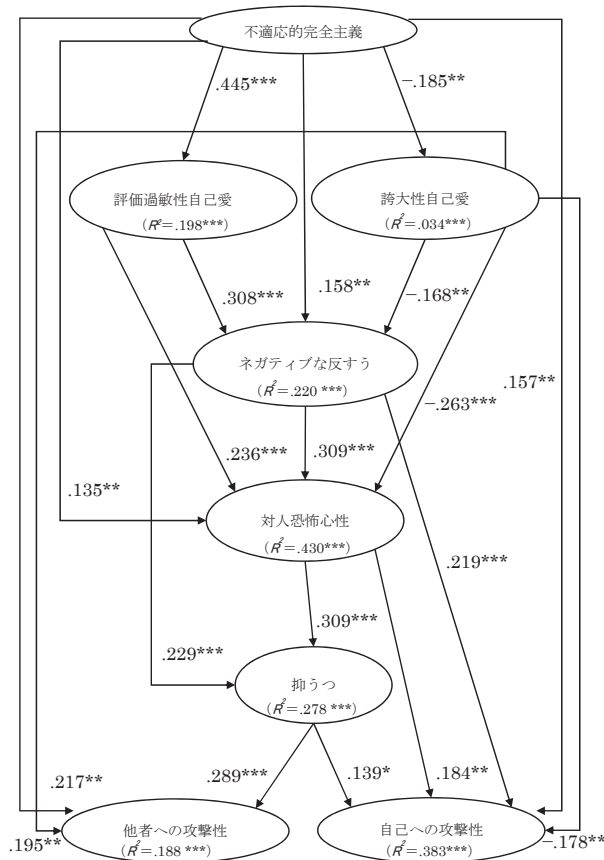 不適応的完全主義
.445***
−.185**
評価過敏性自己愛
(R²=.198***)
誇大性自己愛
(R²=.034***)
.308***
.158**
−.168**
ネガティブな反すう
(R²=.220 ***)
.157**
−.263***
.236***
.309***
.135**
対人恐怖心性
(R²=.430***)
.219***
.309***
.229***
抑うつ
(R²=.278 ***)
.217**
.289***
.139*
.184**
.195**
他者への攻撃性
(R²=.188 ***)
自己への攻撃性
(R²=.383***)
−.178**